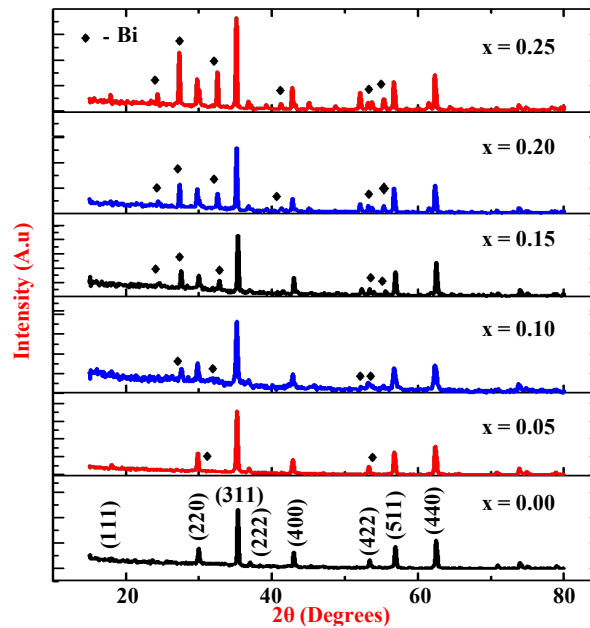 ◆ - Bi
x = 0.25
x = 0.20
x = 0.15
x = 0.10
x = 0.05
x = 0.00
(111)
(220)
(311)
(222)
(400)
(422)
(511)
(440)
Intensity (A.u)
20
40
60
80
2θ (Degrees)